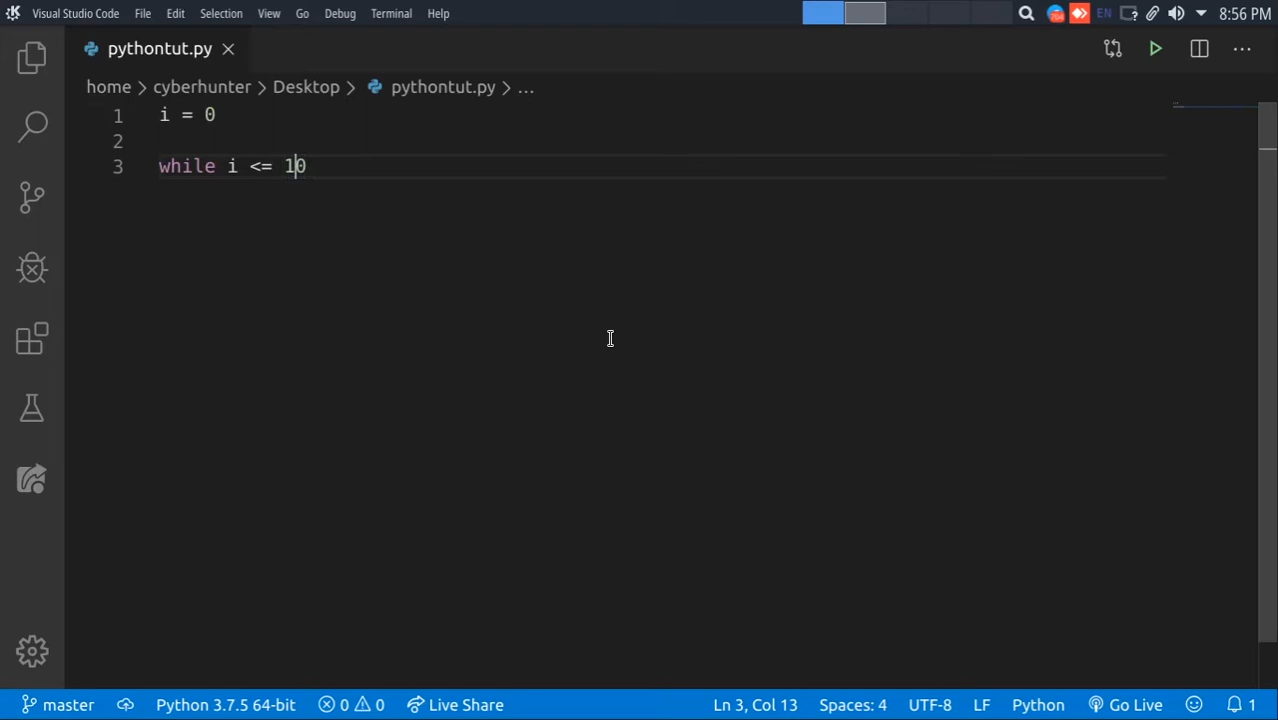 Visual Studio Code File Edit Selection View Go Debug Terminal Help EN 8:56 PM
pythontut.py
home > cyberhunter > Desktop > pythontut.py > ...
1 i = 0
2
3 while i <= 10
master Python 3.7.5 64-bit 0 0 Live Share Ln 3, Col 13 Spaces: 4 UTF-8 LF Python Go Live 1